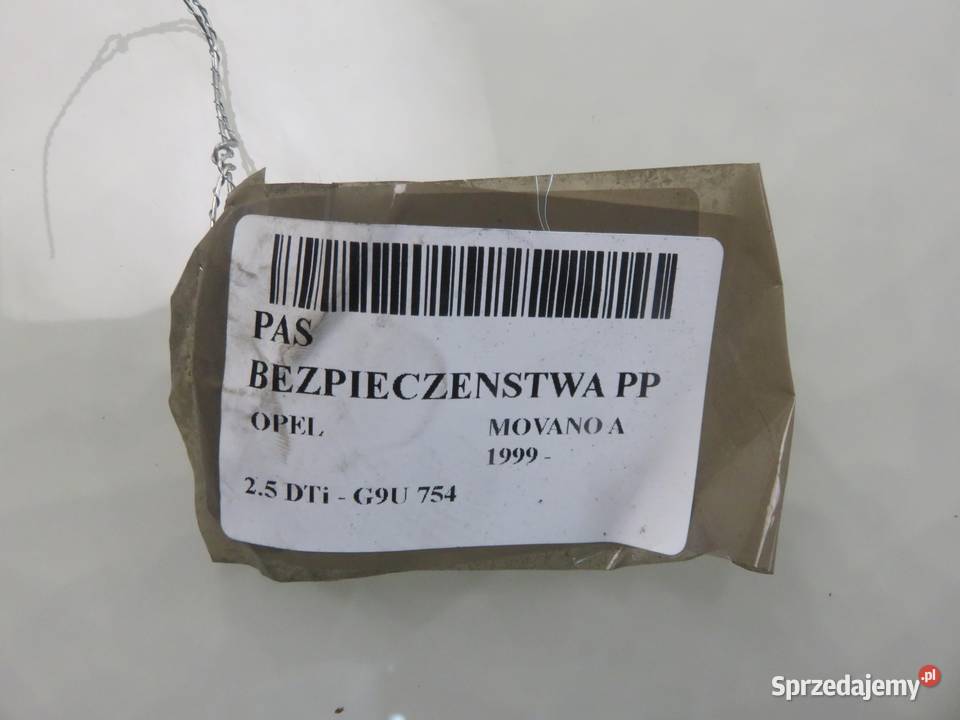 PAS
BEZPIECZENSTWA PP
OPEL MOVANO A
1999 -
2.5 DTi - G9U 754
Sprzedajemy.pl